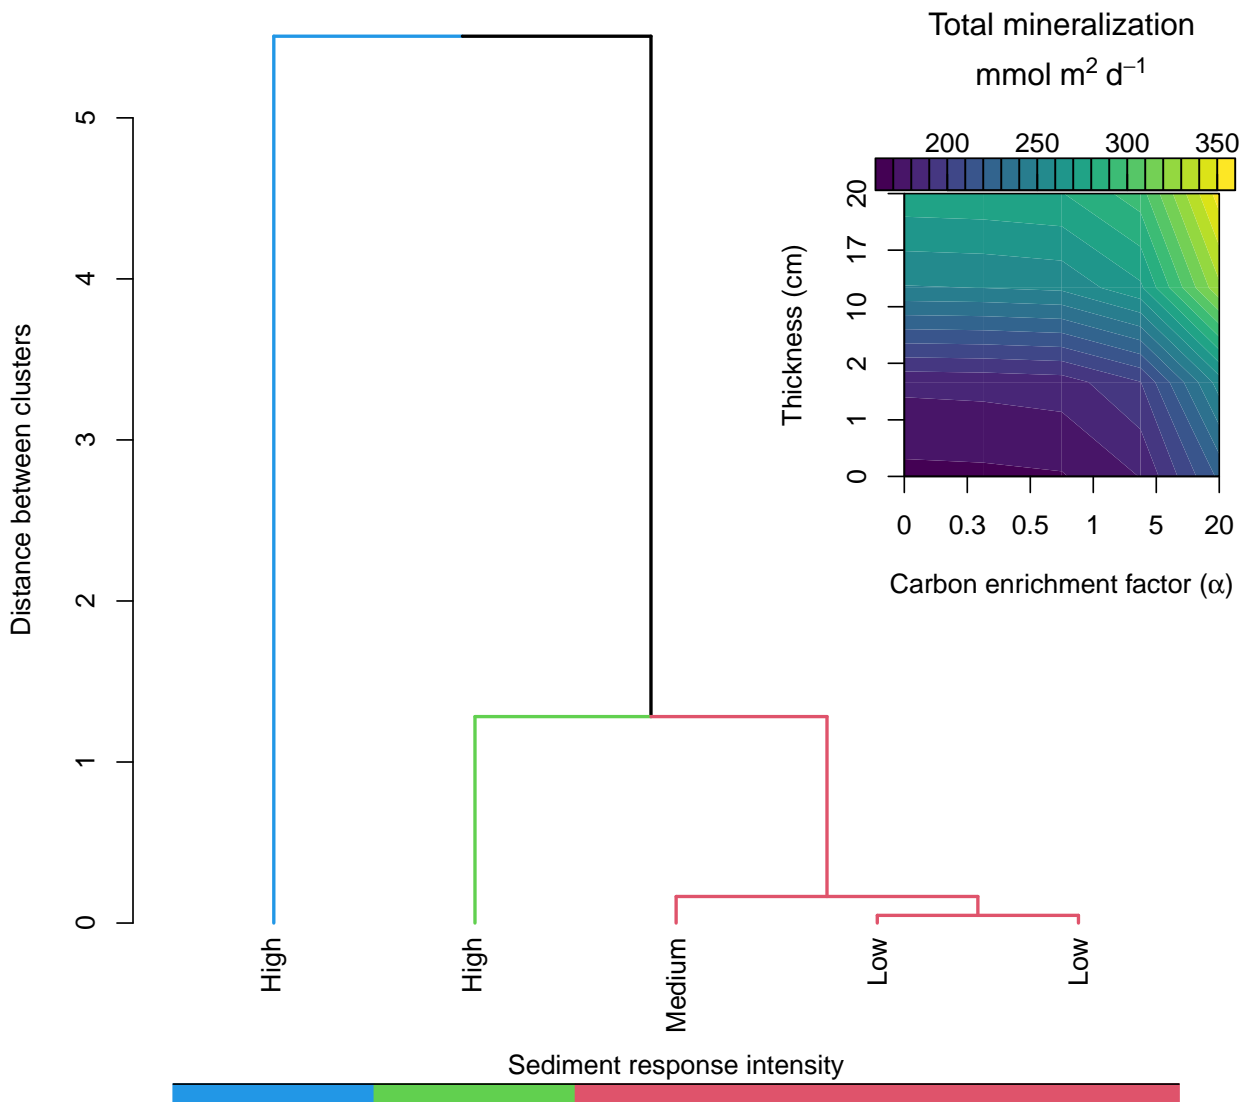 Total mineralization
mmol m² d⁻¹
200 250 300 350
Thickness (cm)
20
17
10
2
1
0
0 0.3 0.5 1 5 20
Carbon enrichment factor (α)
Distance between clusters
5
4
3
2
1
0
High High Medium Low Low
Sediment response intensity